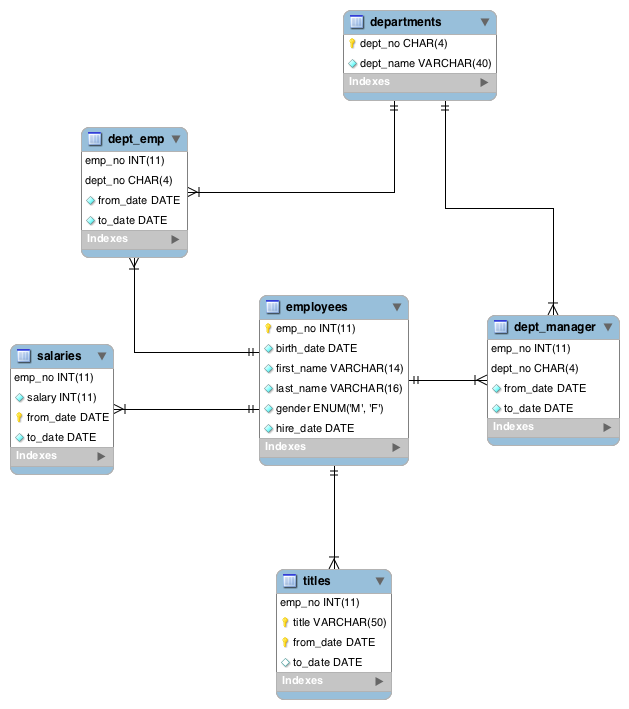 departments
dept_no CHAR(4)
dept_name VARCHAR(40)
Indexes
dept_emp
emp_no INT(11)
dept_no CHAR(4)
from_date DATE
to_date DATE
Indexes
employees
emp_no INT(11)
birth_date DATE
first_name VARCHAR(14)
last_name VARCHAR(16)
gender ENUM('M', 'F')
hire_date DATE
Indexes
dept_manager
emp_no INT(11)
dept_no CHAR(4)
from_date DATE
to_date DATE
Indexes
salaries
emp_no INT(11)
salary INT(11)
from_date DATE
to_date DATE
Indexes
titles
emp_no INT(11)
title VARCHAR(50)
from_date DATE
to_date DATE
Indexes